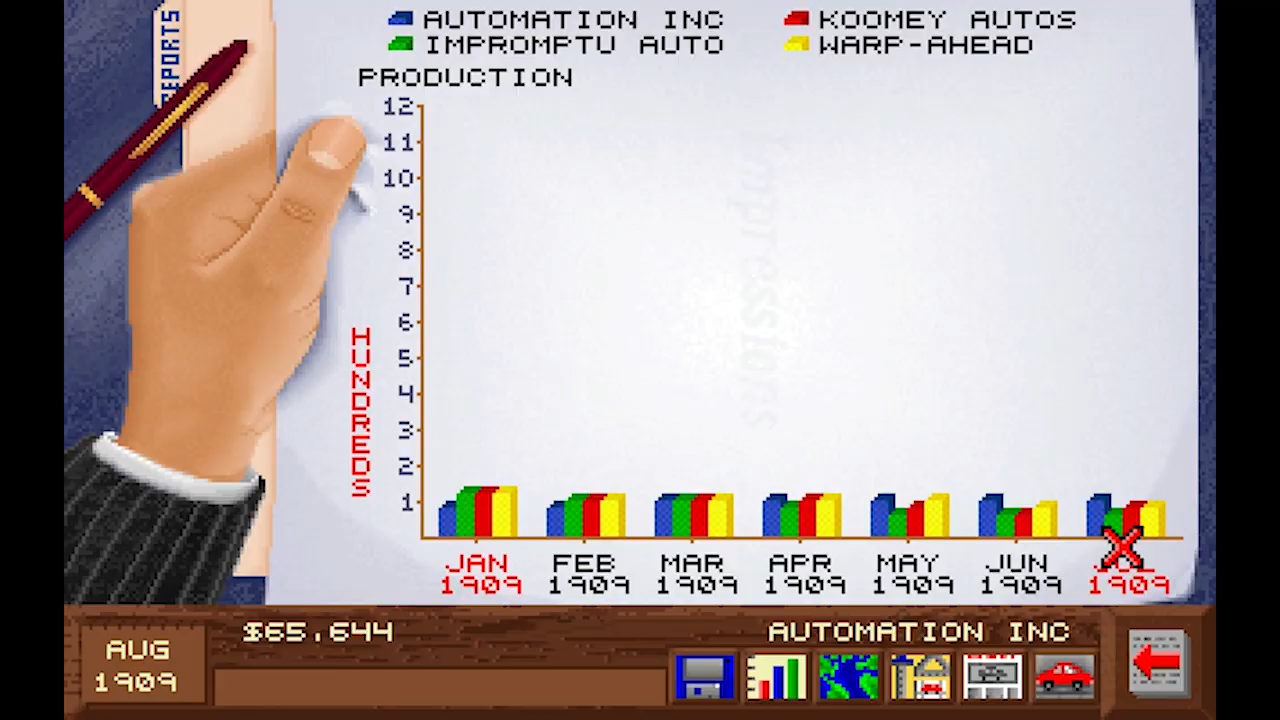 REPORTS
AUTOMATION INC
KOOMEY AUTOS
IMPROMPTU AUTO
WARP-AHEAD
PRODUCTION
12
11
10
9
8
7
6
5
4
3
2
1
HUNDREDS
Impressions
JAN FEB MAR APR MAY JUN
1909 1909 1909 1909 1909 1909 1909
AUG
1909
$65,644
AUTOMATION INC